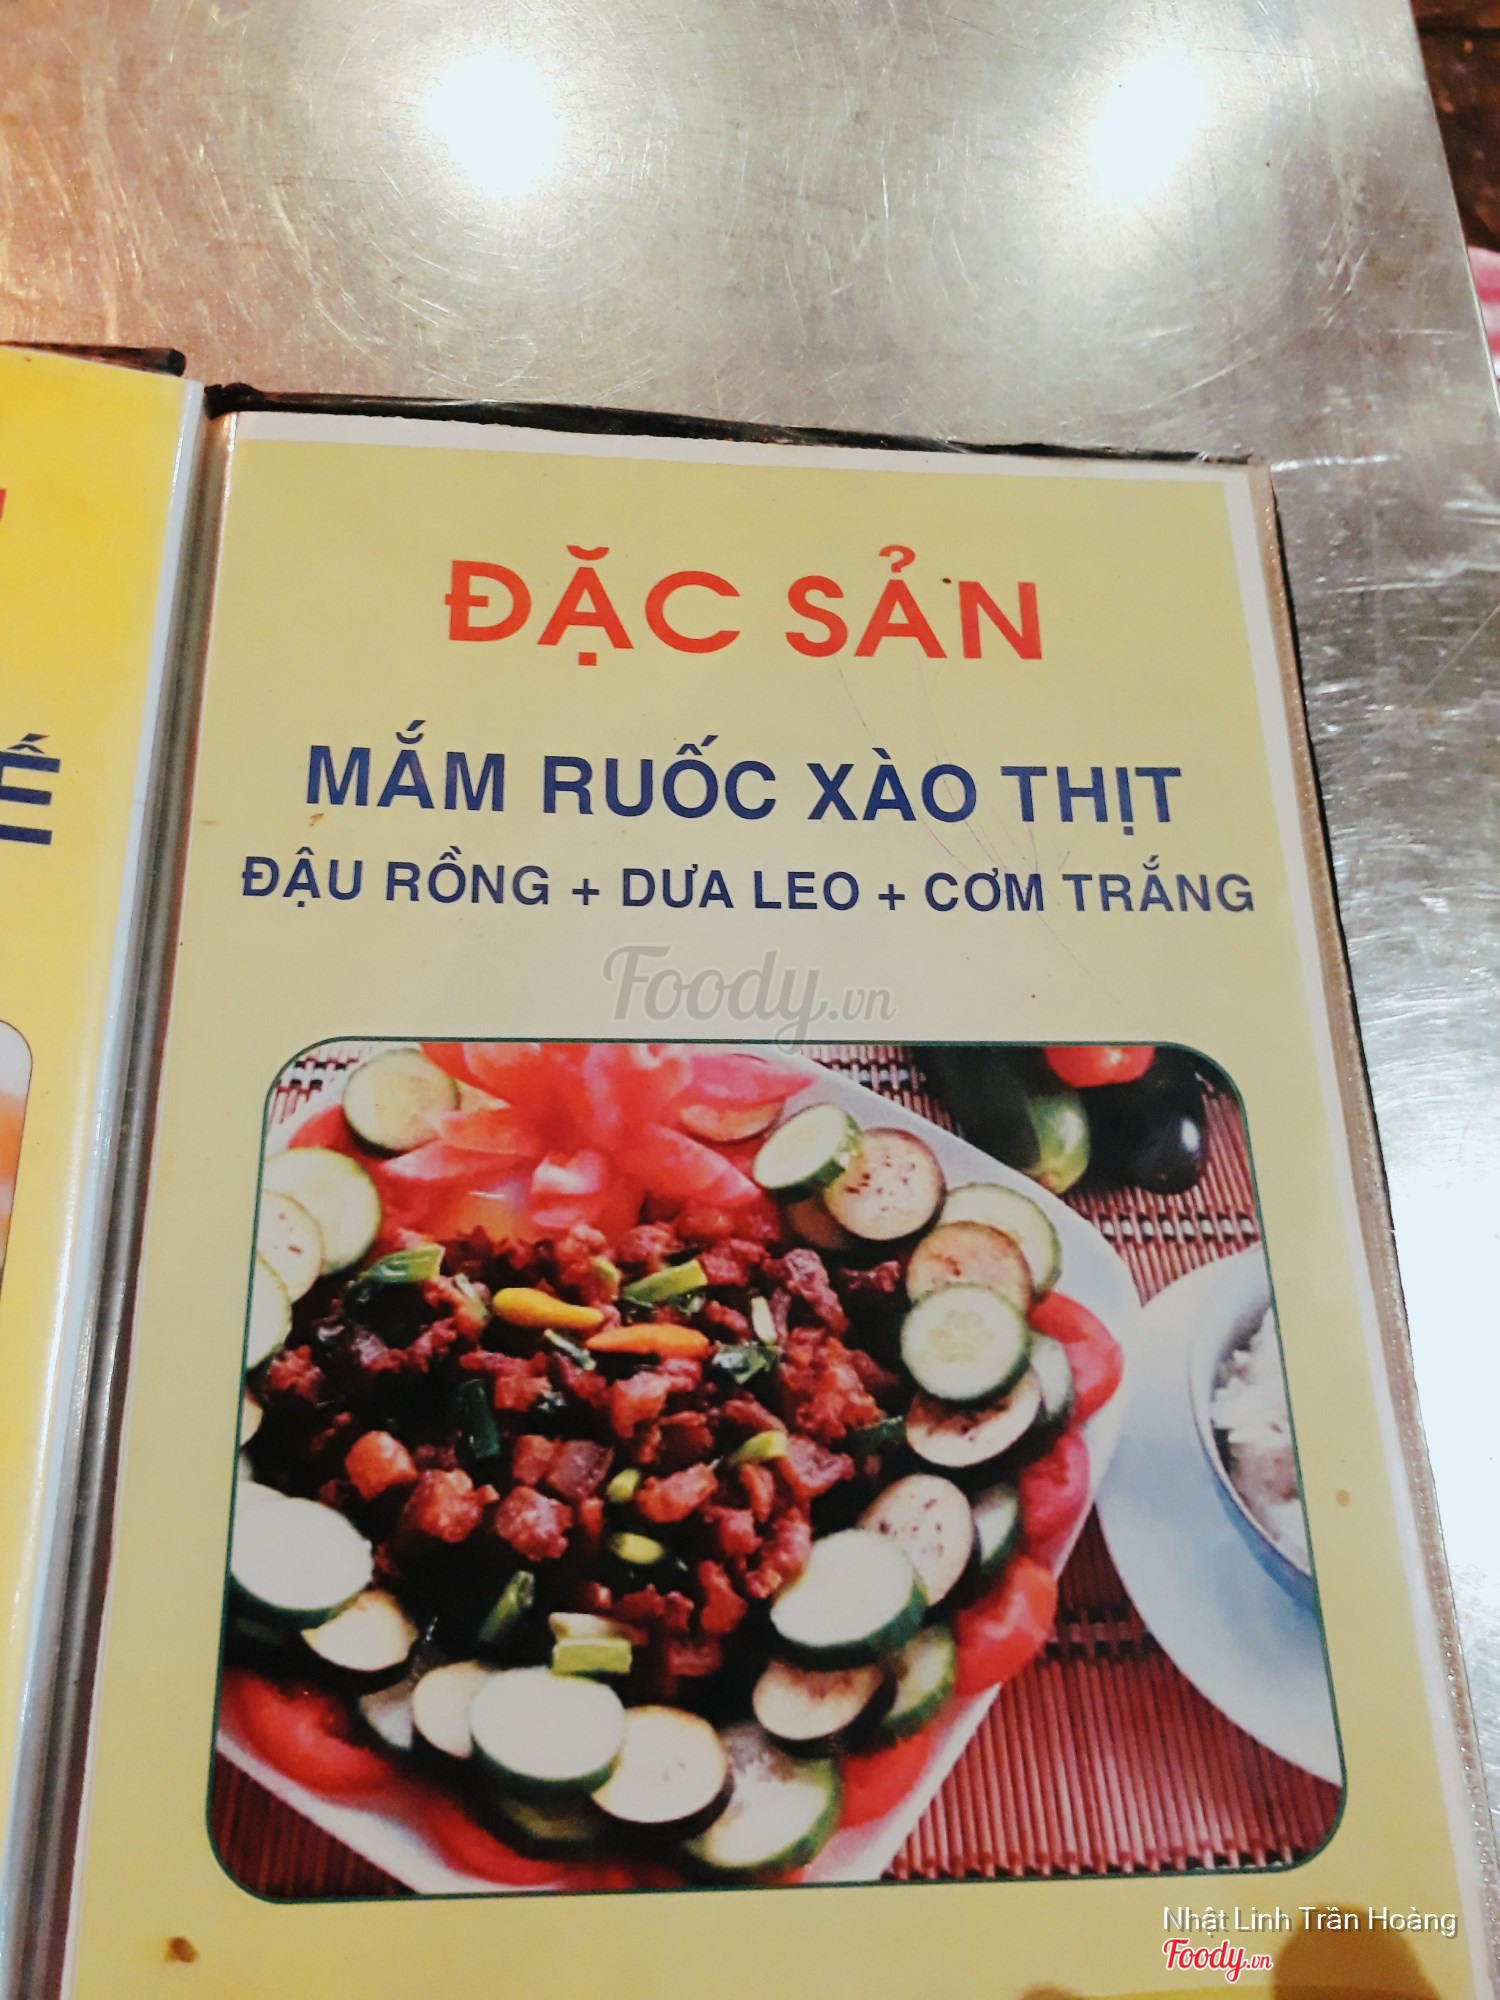 ĐẶC SẢN
MẮM RUỐC XÀO THỊT
ĐẬU RỒNG + DƯA LEO + CƠM TRẮNG
Foody.vn
Nhật Linh Trần Hoàng
Foody.vn